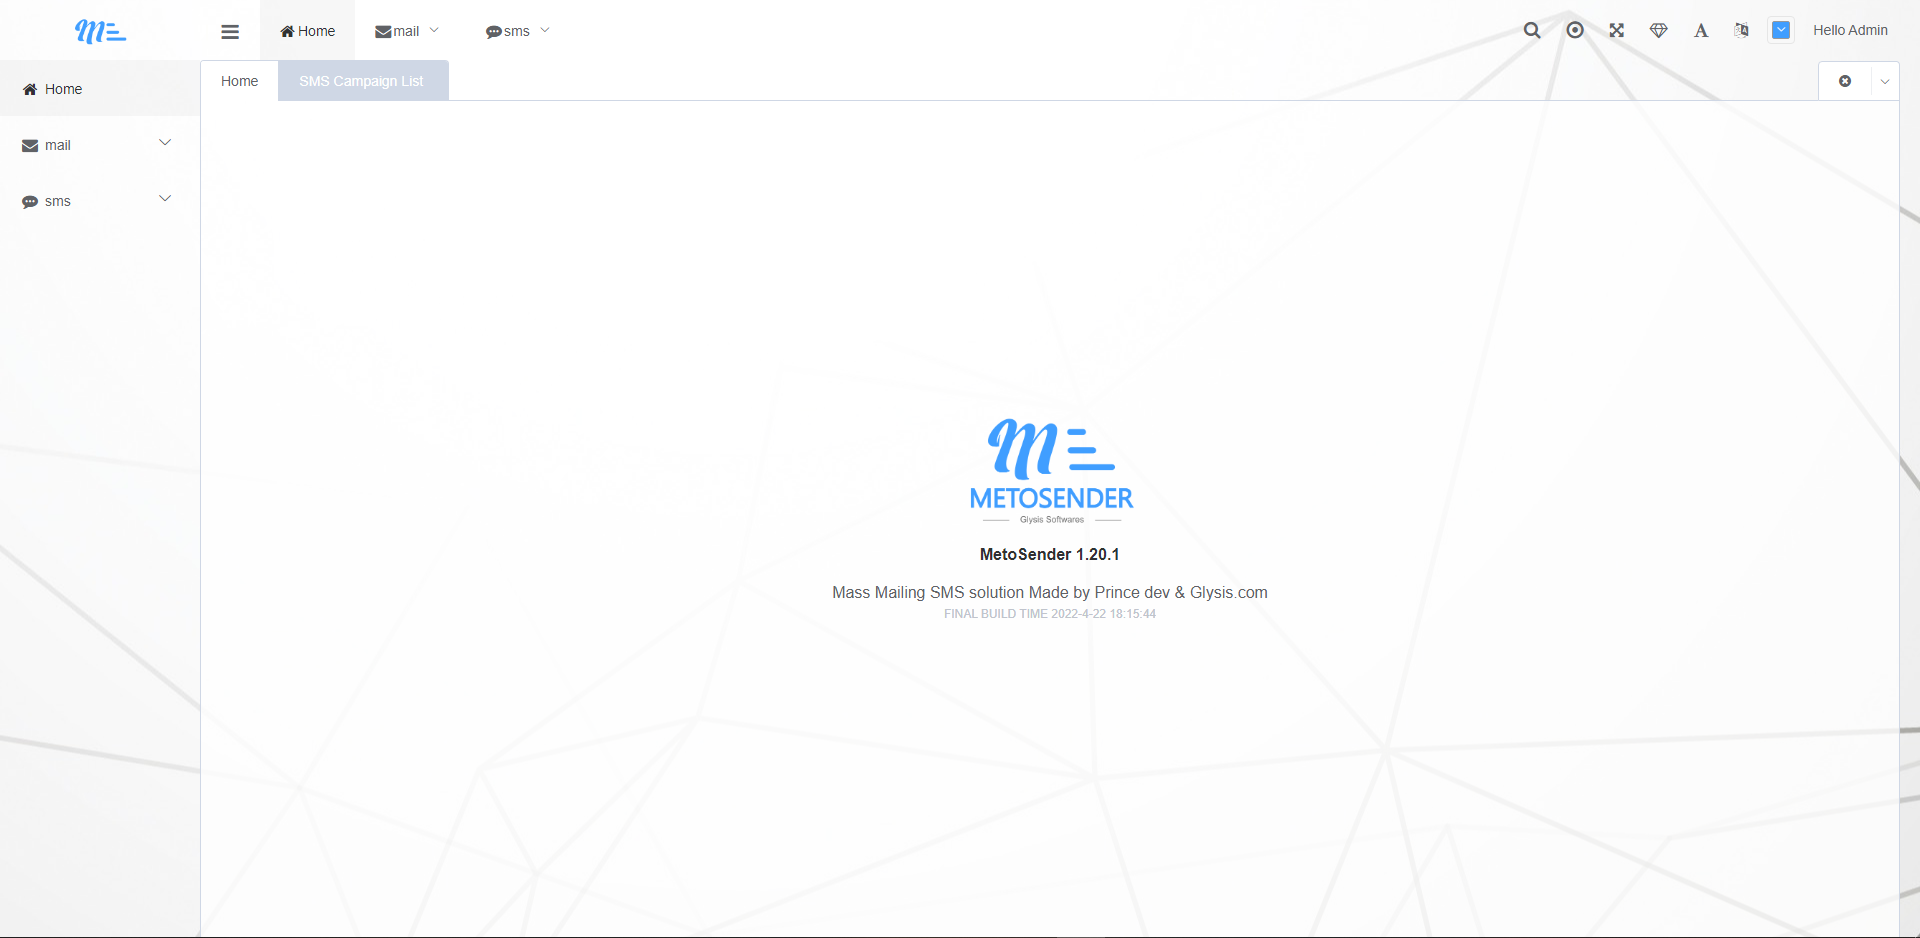 Home
mail
sms
Hello Admin
Home
mail
sms
Home
SMS Campaign List
METOSENDER
Glysis Softwares
MetoSender 1.20.1
Mass Mailing SMS solution Made by Prince dev & Glysis.com
FINAL BUILD TIME 2022-4-22 18:15:44